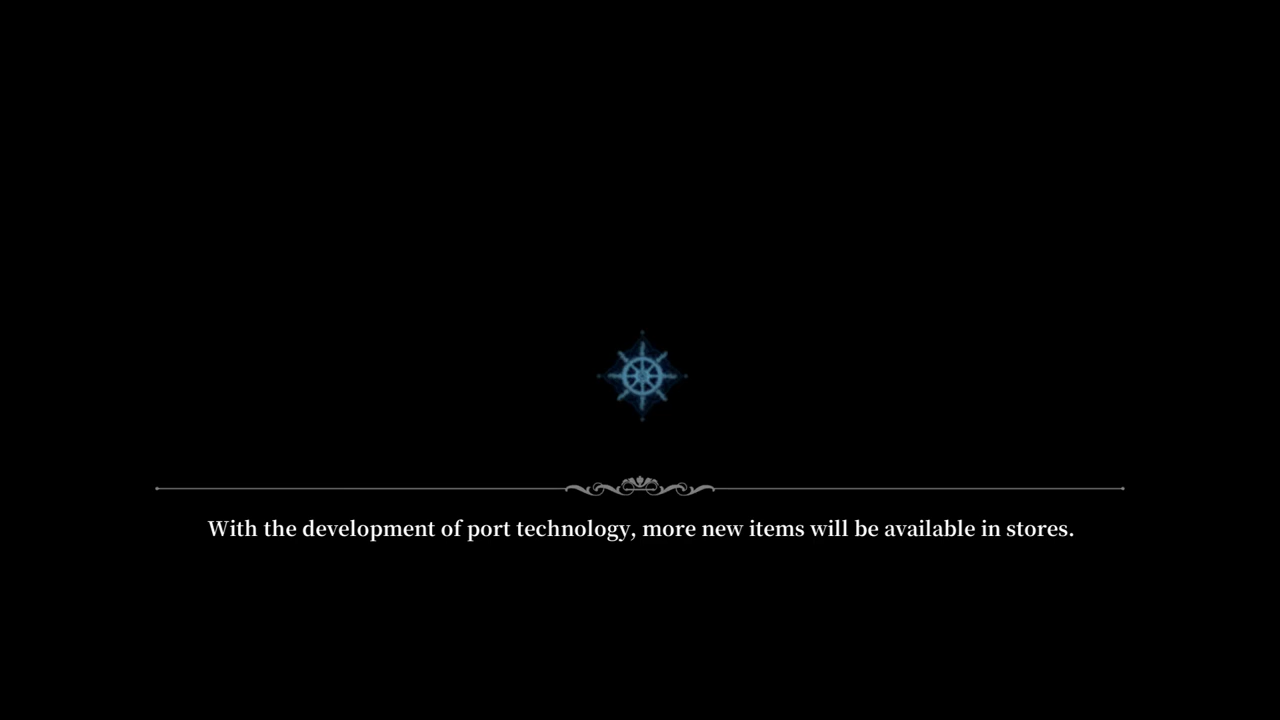 With the development of port technology, more new items will be available in stores.